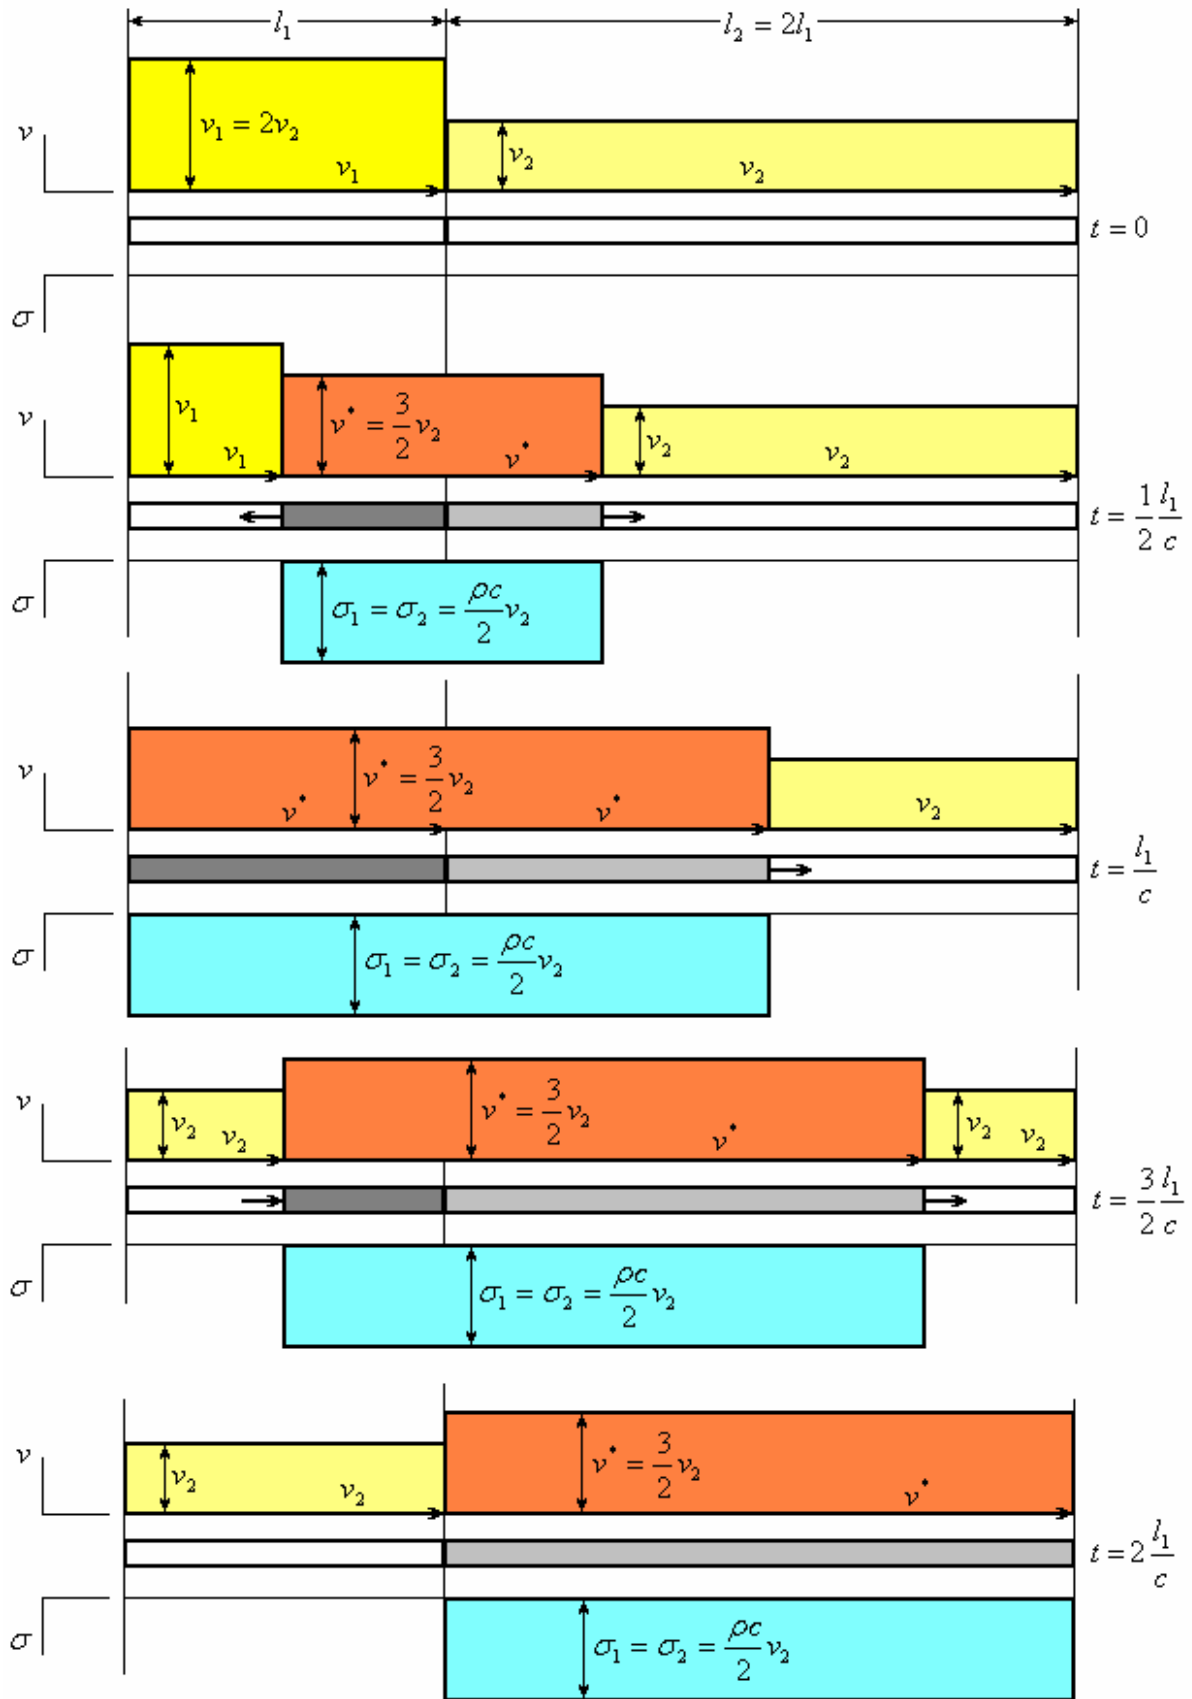 l₁ l₂ = 2l₁
v v₁ = 2v₂ v₁ v₂ v₂
t = 0
σ
v v₁ v₁ v• = 3/2 v₂ v• v₂ v₂
t = 1/2 l₁/c
σ σ₁ = σ₂ = ρc/2 v₂
v v• v• = 3/2 v₂ v• v₂
t = l₁/c
σ σ₁ = σ₂ = ρc/2 v₂
v v₂ v₂ v• = 3/2 v₂ v• v₂ v₂
t = 3/2 l₁/c
σ σ₁ = σ₂ = ρc/2 v₂
v v₂ v₂ v• = 3/2 v₂ v•
t = 2 l₁/c
σ σ₁ = σ₂ = ρc/2 v₂